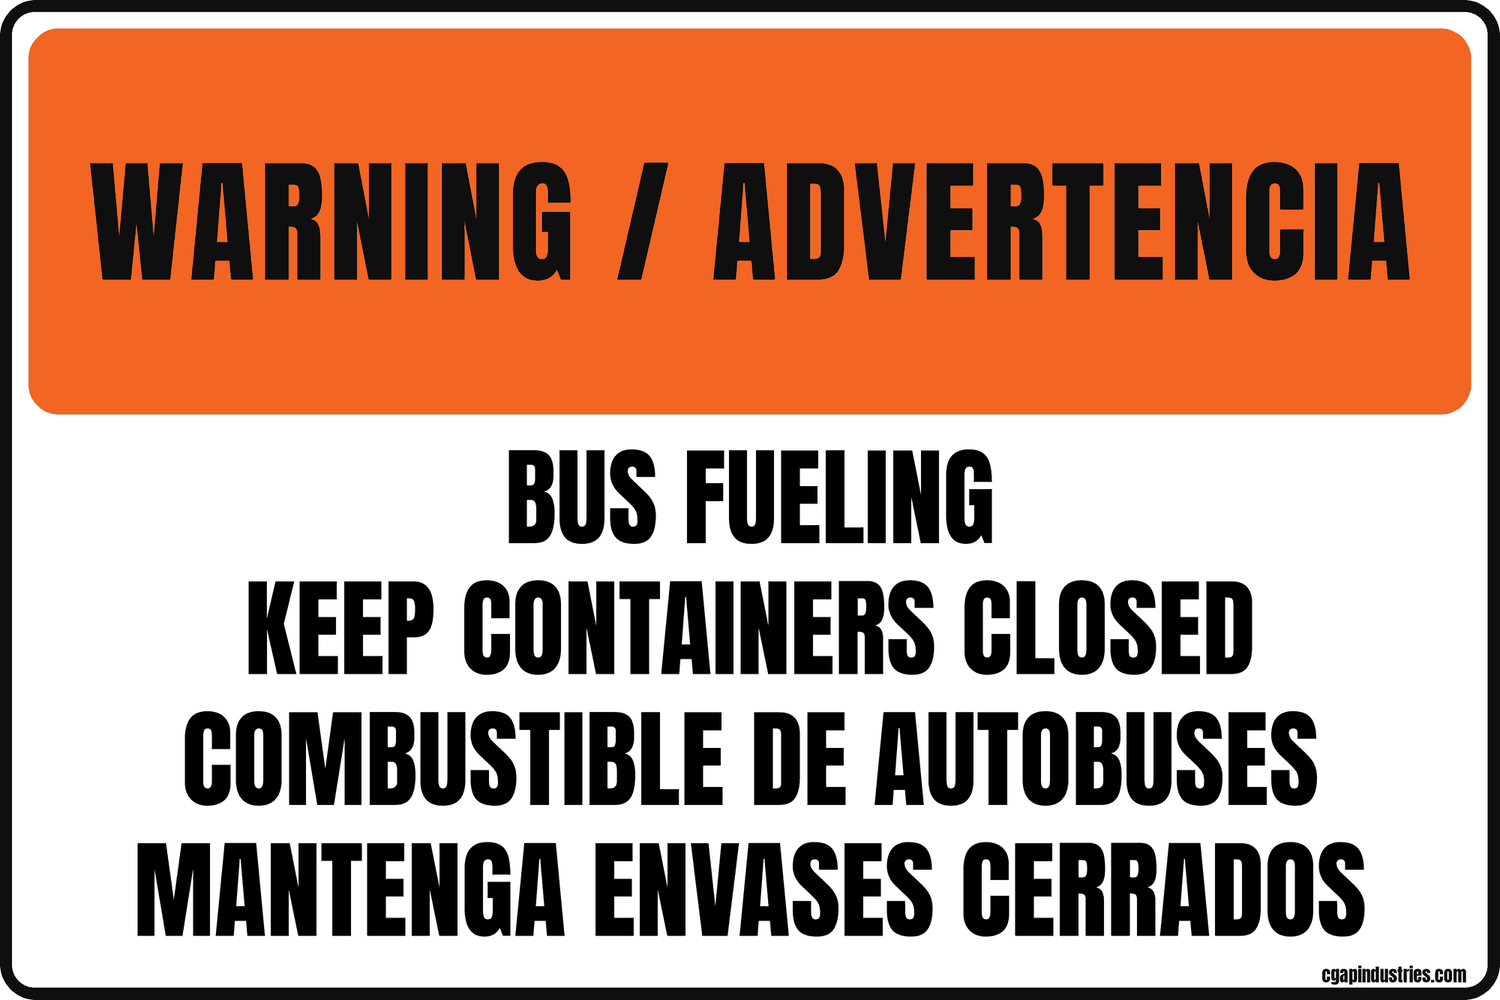 WARNING / ADVERTENCIA
BUS FUELING
KEEP CONTAINERS CLOSED
COMBUSTIBLE DE AUTOBUSES
MANTENGA ENVASES CERRADOS
cgapindustries.com